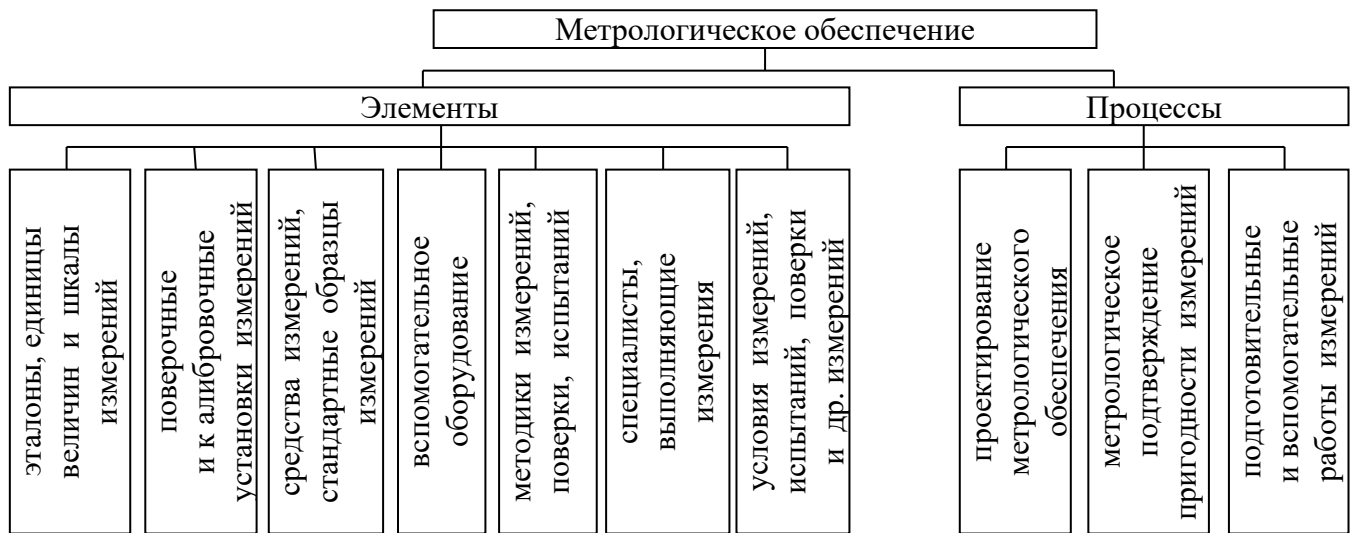 Метрологическое обеспечение
Элементы
Процессы
эталоны, единицы
величин и шкалы
измерений
поверочные
и к алибровочные
установки измерений
средства измерений,
стандартные образцы
измерений
вспомогательное
оборудование
методики измерений,
поверки, испытаний
специалисты,
выполняющие
измерения
условия измерений,
испытаний, поверки
и др. измерений
проектирование
метрологического
обеспечения
метрологическое
подтверждение
пригодности измерений
подготовительные
и вспомогательные
работы измерений